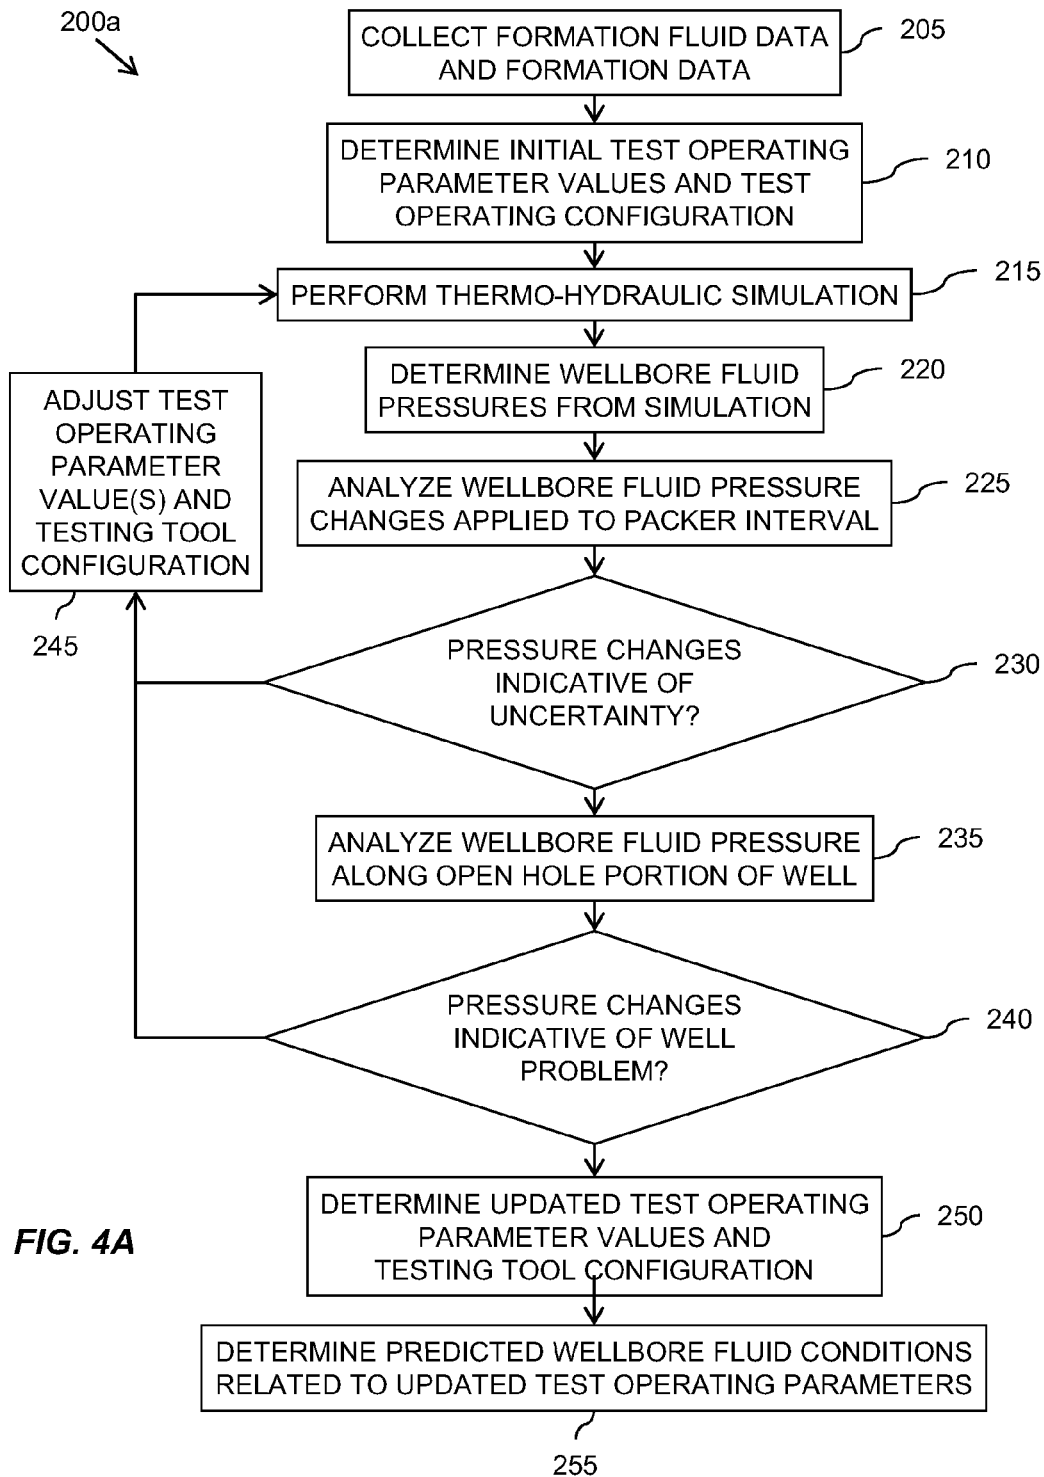 200a
COLLECT FORMATION FLUID DATA
AND FORMATION DATA
205
DETERMINE INITIAL TEST OPERATING
PARAMETER VALUES AND TEST
OPERATING CONFIGURATION
210
PERFORM THERMO-HYDRAULIC SIMULATION
215
DETERMINE WELLBORE FLUID
PRESSURES FROM SIMULATION
220
ADJUST TEST
OPERATING
PARAMETER
VALUE(S) AND
TESTING TOOL
CONFIGURATION
245
ANALYZE WELLBORE FLUID PRESSURE
CHANGES APPLIED TO PACKER INTERVAL
225
PRESSURE CHANGES
INDICATIVE OF
UNCERTAINTY?
230
ANALYZE WELLBORE FLUID PRESSURE
ALONG OPEN HOLE PORTION OF WELL
235
PRESSURE CHANGES
INDICATIVE OF WELL
PROBLEM?
240
DETERMINE UPDATED TEST OPERATING
PARAMETER VALUES AND
TESTING TOOL CONFIGURATION
250
FIG. 4A
DETERMINE PREDICTED WELLBORE FLUID CONDITIONS
RELATED TO UPDATED TEST OPERATING PARAMETERS
255